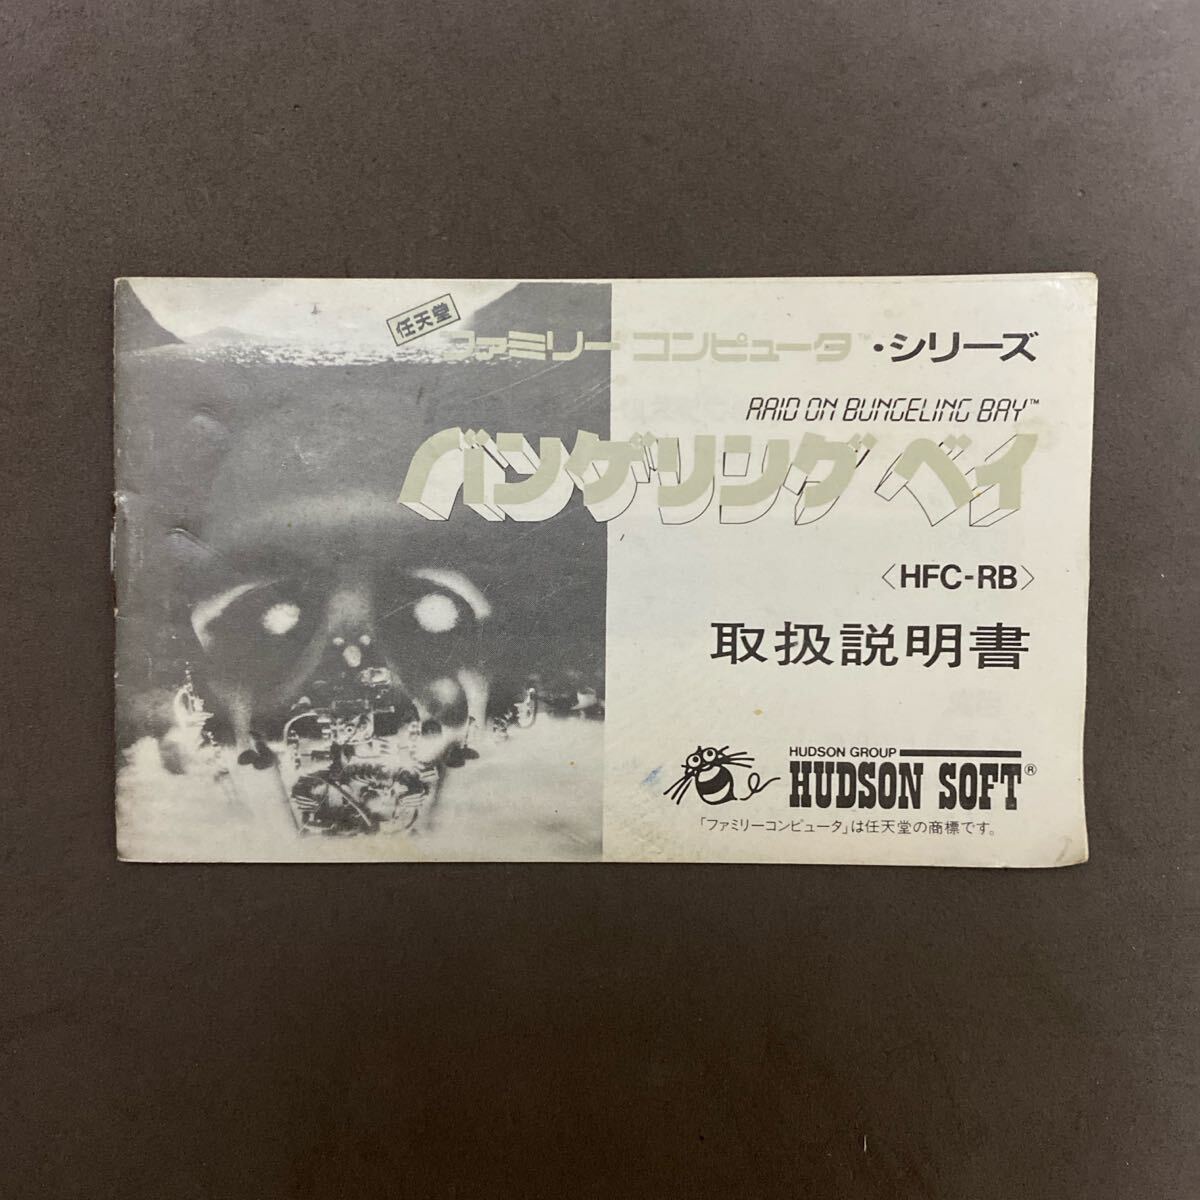 任天堂
ファミリー コンピュータ™・シリーズ
RAID ON BUNGELING BAY™
バンゲリング ベイ
〈HFC-RB〉
取扱説明書
HUDSON GROUP
HUDSON SOFT®
「ファミリーコンピュータ」は任天堂の商標です。